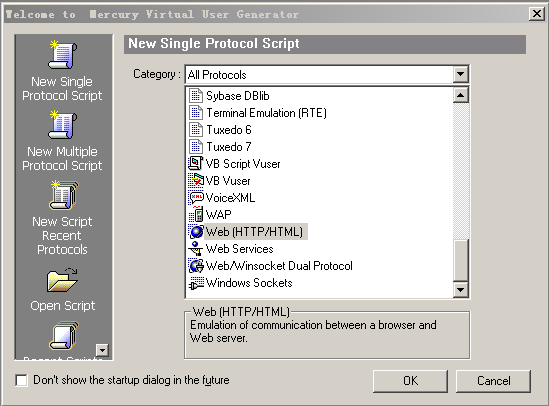 Welcome to Mercury Virtual User Generator
New Single Protocol Script
New Single
Protocol Script
New Multiple
Protocol Script
New Script
Recent
Protocols
Open Script
Recent Scripts
Category :
All Protocols
Sybase DBlib
Terminal Emulation (RTE)
Tuxedo 6
Tuxedo 7
VB Script Vuser
VB Vuser
VoiceXML
WAP
Web (HTTP/HTML)
Web Services
Web/Winsocket Dual Protocol
Windows Sockets
Web (HTTP/HTML)
Emulation of communication between a browser and
Web server.
Don't show the startup dialog in the future
OK
Cancel